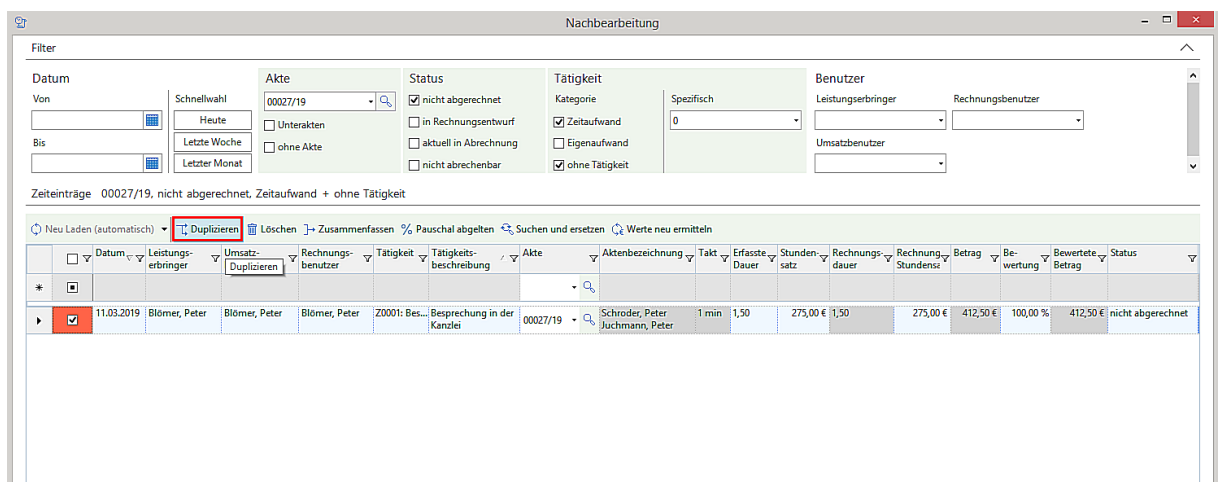 Nachbearbeitung
Filter
Datum
Von
Schnellwahl
Heute
Bis
Letzte Woche
Letzter Monat
Akte
00027/19
Unterakten
ohne Akte
Status
nicht abgerechnet
in Rechnungsentwurf
aktuell in Abrechnung
nicht abrechenbar
Tätigkeit
Kategorie
Spezifisch
Zeitaufwand
0
Eigenaufwand
ohne Tätigkeit
Benutzer
Leistungserbringer
Rechnungsbenutzer
Umsatzbenutzer
Zeiteinträge 00027/19, nicht abgerechnet, Zeitaufwand + ohne Tätigkeit
Neu Laden (automatisch) Duplizieren Löschen Zusammenfassen % Pauschal abgelten Suchen und ersetzen Werte neu ermitteln
Datum
Leistungs-
erbringer
Umsatz-
Duplizieren
Rechnungs-
benutzer
Tätigkeit
Tätigkeits-
beschreibung
Akte
Aktenbezeichnung
Takt
Erfasste
Dauer
Stunden-
satz
Rechnungs-
dauer
Rechnung
Stundensa
Betrag
Be-
wertung
Bewertete
Betrag
Status
11.03.2019
Blömer, Peter
Blömer, Peter
Blömer, Peter
Z0001: Bes...
Besprechung in der
Kanzlei
00027/19
Schroder, Peter
Juchmann, Peter
1 min
1,50
275,00 €
1,50
275,00 €
412,50 €
100,00 %
412,50 €
nicht abgerechnet